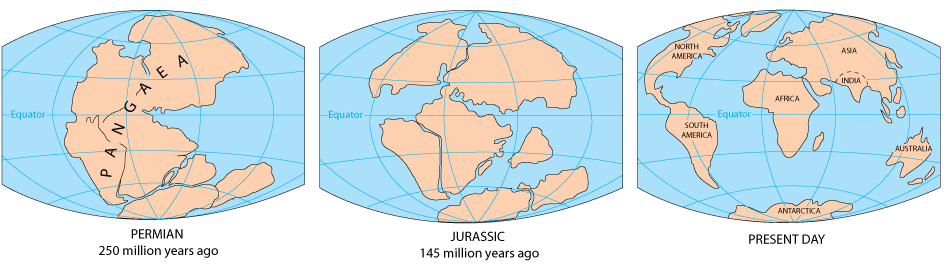 Equator
PANGAEA
PERMIAN
250 million years ago
Equator
JURASSIC
145 million years ago
NORTH
AMERICA
ASIA
INDIA
AFRICA
Equator
SOUTH
AMERICA
AUSTRALIA
ANTARCTICA
PRESENT DAY